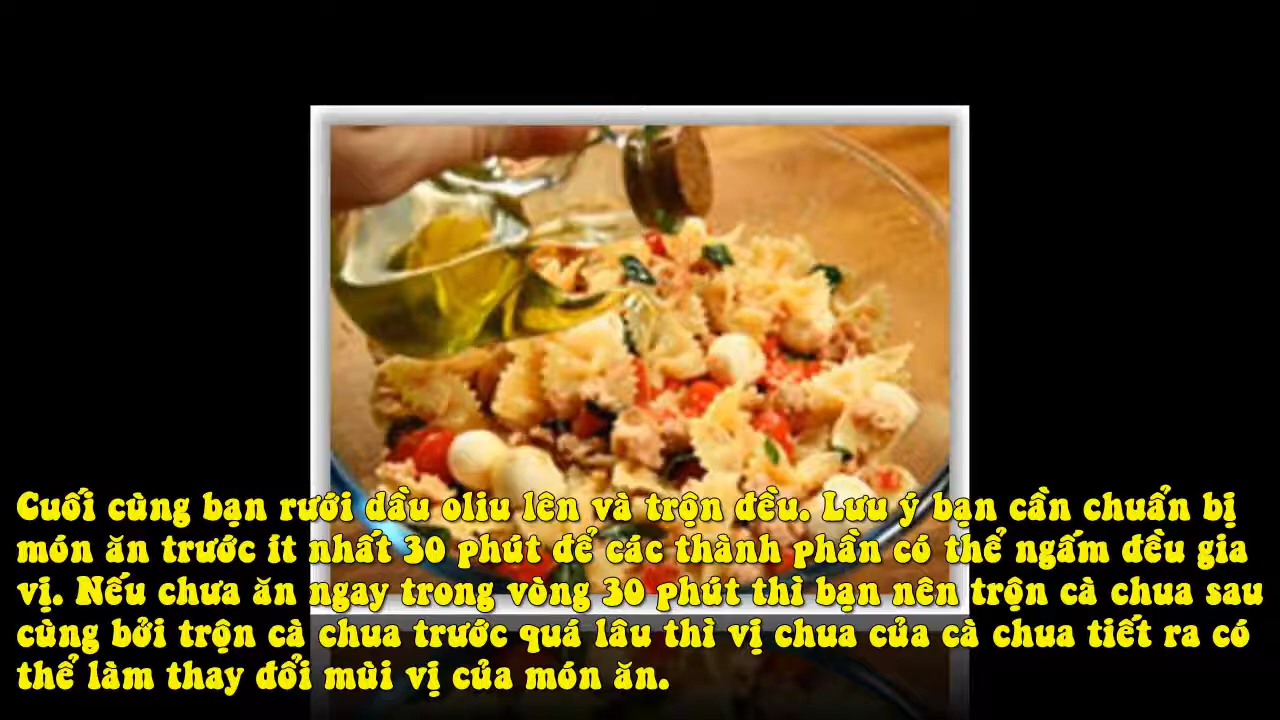 Cuối cùng bạn rưới dầu oliu lên và trộn đều. Lưu ý bạn cần chuẩn bị
món ăn trước ít nhất 30 phút để các thành phần có thể ngấm đều gia
vị. Nếu chưa ăn ngay trong vòng 30 phút thì bạn nên trộn cà chua sau
cùng bởi trộn cà chua trước quá lâu thì vị chua của cà chua tiết ra có
thể làm thay đổi mùi vị của món ăn.